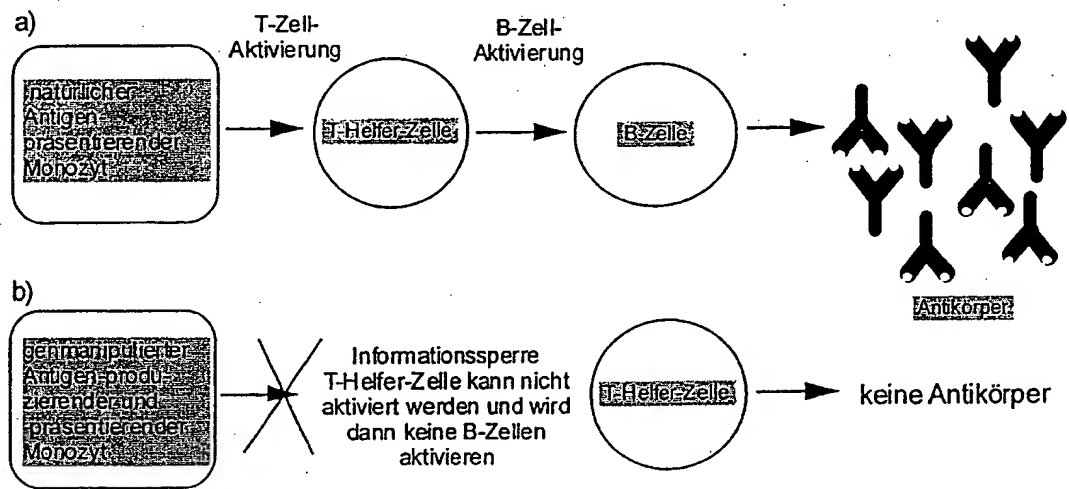 a)
T-Zell-
Aktivierung
B-Zell-
Aktivierung
natürlicher
Antigen-
präsentierender
Monozyt
T-Helfer-Zelle
B-Zelle
Antikörper
b)
genmanipulierter
Antigen-produ-
zierender und
-präsentierender
Monozyt
Informationssperre
T-Helfer-Zelle kann nicht
aktiviert werden und wird
dann keine B-Zellen
aktivieren
T-Helfer-Zelle
keine Antikörper